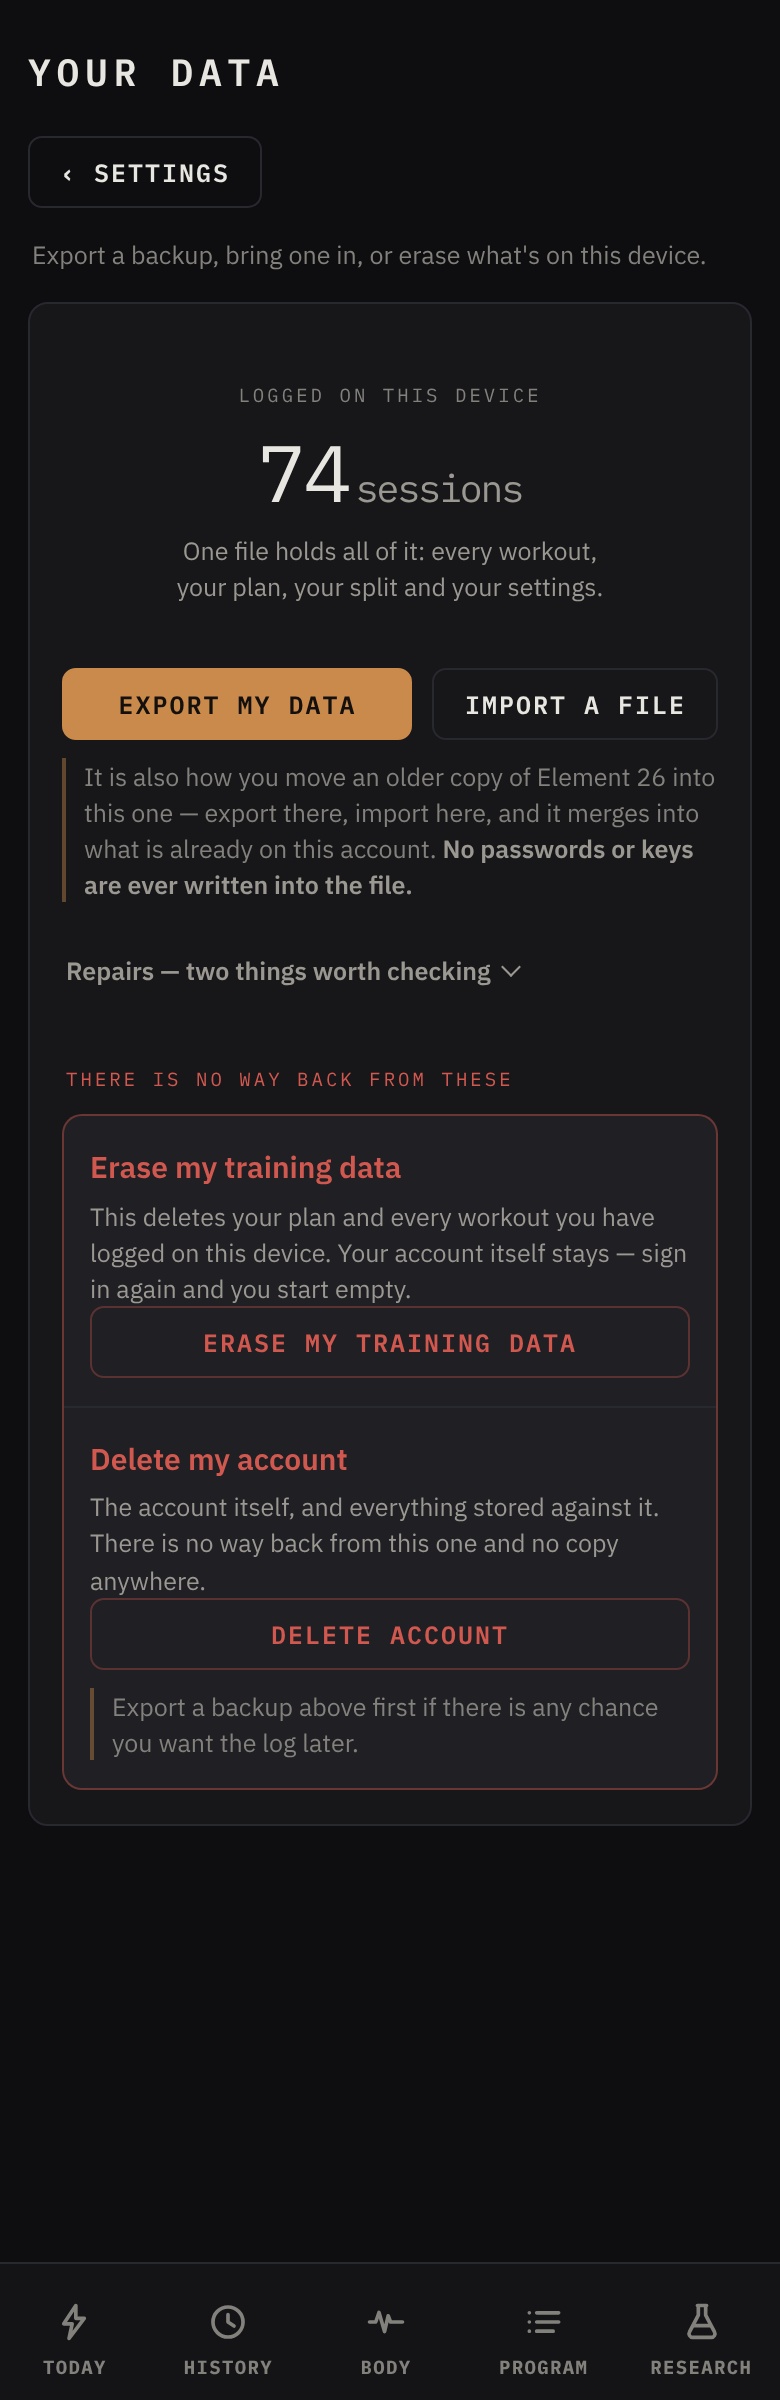 YOUR DATA
‹ SETTINGS
Export a backup, bring one in, or erase what's on this device.
LOGGED ON THIS DEVICE
74 sessions
One file holds all of it: every workout,
your plan, your split and your settings.
EXPORT MY DATA
IMPORT A FILE
It is also how you move an older copy of Element 26 into
this one — export there, import here, and it merges into
what is already on this account. No passwords or keys
are ever written into the file.
Repairs — two things worth checking
THERE IS NO WAY BACK FROM THESE
Erase my training data
This deletes your plan and every workout you have
logged on this device. Your account itself stays — sign
in again and you start empty.
ERASE MY TRAINING DATA
Delete my account
The account itself, and everything stored against it.
There is no way back from this one and no copy
anywhere.
DELETE ACCOUNT
Export a backup above first if there is any chance
you want the log later.
TODAY
HISTORY
BODY
PROGRAM
RESEARCH